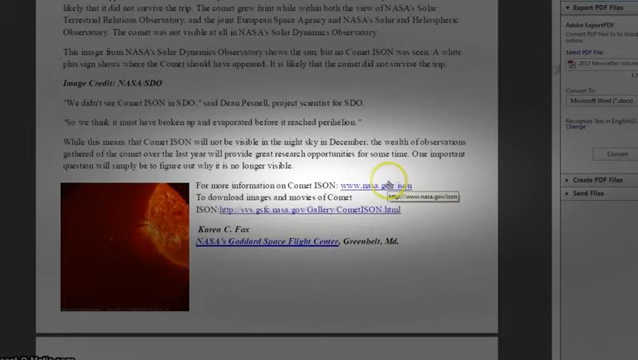 likely that it did not survive the trip. The comet grew faint while within both the view of NASA's Solar
Terrestrial Relations Observatory, and the joint European Space Agency and NASA's Solar and Heliospheric
Observatory. The comet was not visible at all in NASA's Solar Dynamics Observatory.
This image from NASA's Solar Dynamics Observatory shows the sun, but no Comet ISON was seen. A white
plus sign shows where the Comet should have appeared. It is likely that the comet did not survive the trip.
Image Credit: NASA/SDO
"We didn't see Comet ISON in SDO," said Dean Pesnell, project scientist for SDO.
"So we think it must have broken up and evaporated before it reached perihelion."
While this means that Comet ISON will not be visible in the night sky in December, the wealth of observations
gathered of the comet over the last year will provide great research opportunities for some time. One important
question will simply be to figure out why it is no longer visible.
For more information on Comet ISON: www.nasa.gov/ison
http://www.nasa.gov/ison
To download images and movies of Comet
ISON:http://svs.gsfc.nasa.gov/Gallery/CometISON.html
Karen C. Fox
NASA's Goddard Space Flight Center, Greenbelt, Md.
Export PDF Files
Adobe ExportPDF
Convert PDF files to
Select PDF File:
2013 Newsletter Volume
Convert To:
Microsoft Word (*.docx)
Recognize Text in English(U
Change
Convert
Create PDF Files
Send Files